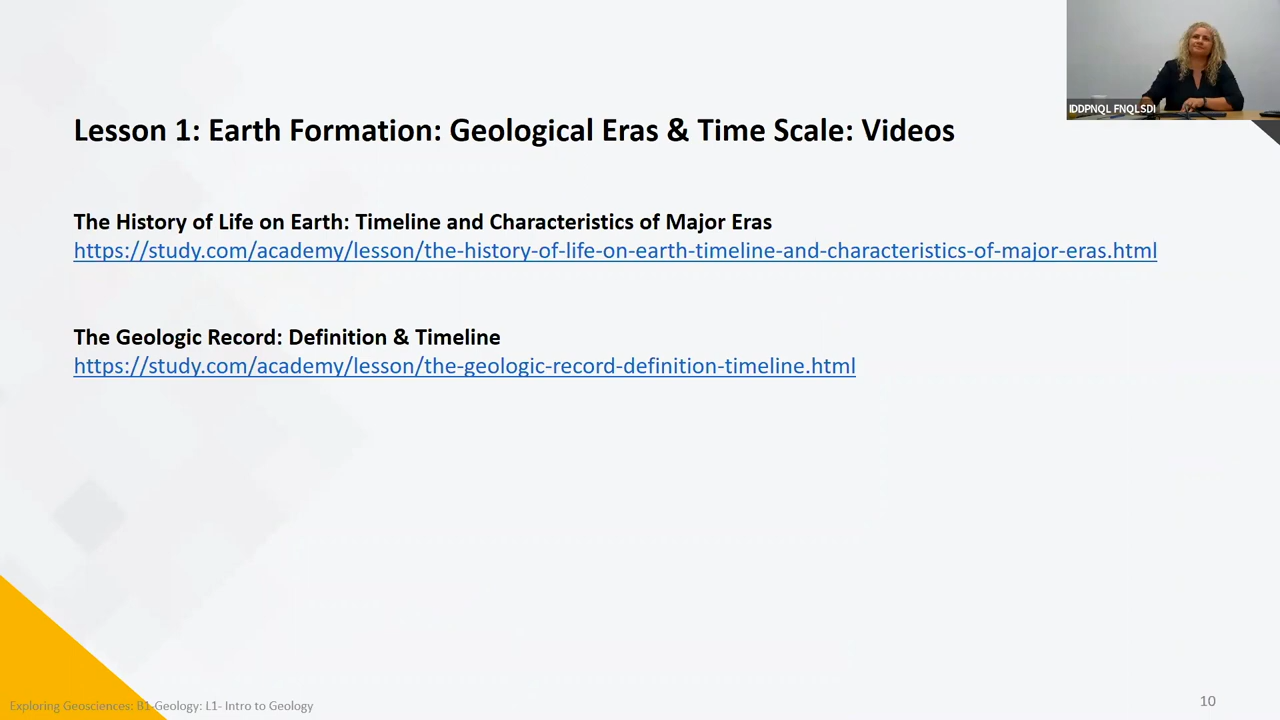 IDDPNQL FNQLSDI
Lesson 1: Earth Formation: Geological Eras & Time Scale: Videos
The History of Life on Earth: Timeline and Characteristics of Major Eras
https://study.com/academy/lesson/the-history-of-life-on-earth-timeline-and-characteristics-of-major-eras.html
The Geologic Record: Definition & Timeline
https://study.com/academy/lesson/the-geologic-record-definition-timeline.html
Exploring Geosciences: B1-Geology: L1- Intro to Geology
10